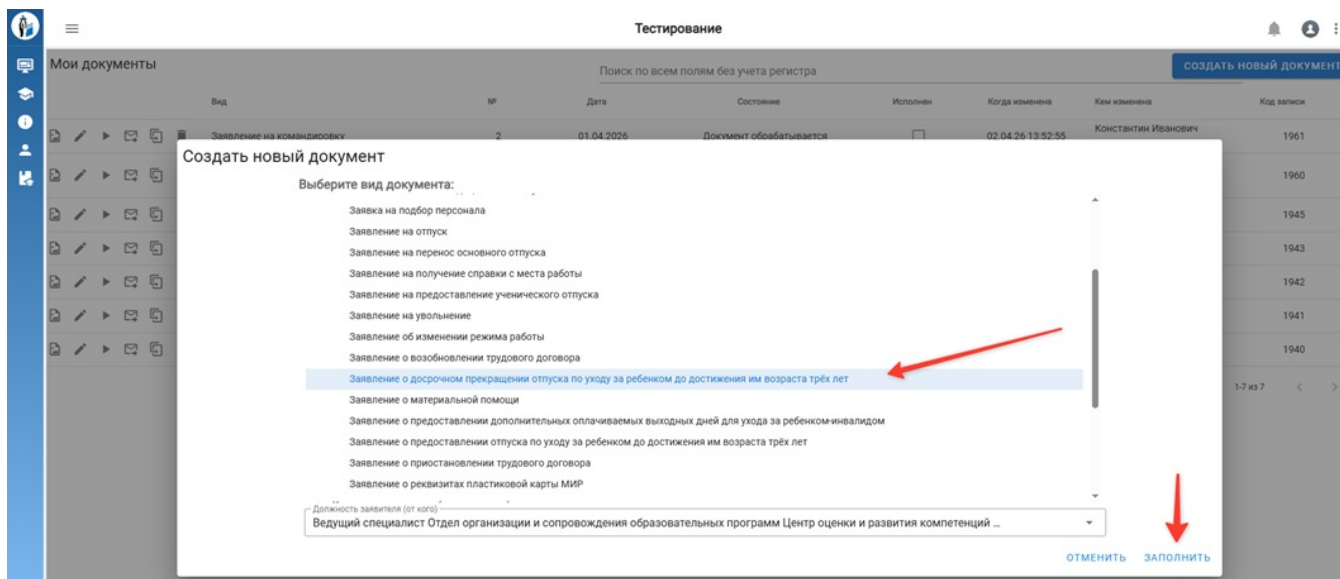 Тестирование
Мои документы
Поиск по всем полям без учета регистра
СОЗДАТЬ НОВЫЙ ДОКУМЕНТ
Вид № Дата Состояние Исполнен Когда изменена Кем изменена Код записи
Заявление на командировку 2 01.04.2026 Документ обрабатывается 02.04.26 13:52:55 Константин Иванович 1961
Создать новый документ
1960
Выберите вид документа:
Заявка на подбор персонала
1945
Заявление на отпуск
Заявление на перенос основного отпуска
1943
Заявление на получение справки с места работы
1942
Заявление на предоставление ученического отпуска
Заявление на увольнение
1941
Заявление об изменении режима работы
1940
Заявление о возобновлении трудового договора
Заявление о досрочном прекращении отпуска по уходу за ребенком до достижения им возраста трёх лет
1-7 из 7
Заявление о материальной помощи
Заявление о предоставлении дополнительных оплачиваемых выходных дней для ухода за ребенком-инвалидом
Заявление о предоставлении отпуска по уходу за ребенком до достижения им возраста трёх лет
Заявление о приостановлении трудового договора
Заявление о реквизитах пластиковой карты МИР
Должность заявителя (от кого)
Ведущий специалист Отдел организации и сопровождения образовательных программ Центр оценки и развития компетенций ...
ОТМЕНИТЬ ЗАПОЛНИТЬ